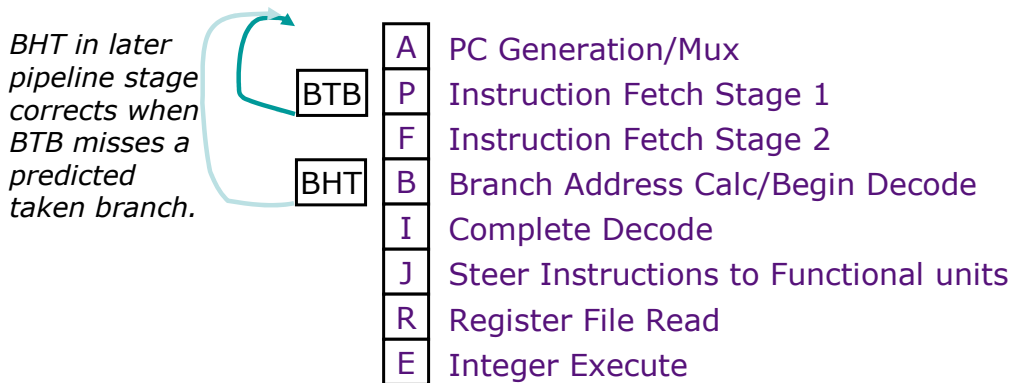 BHT in later
pipeline stage
corrects when
BTB misses a
predicted
taken branch.
BTB
BHT
A PC Generation/Mux
P Instruction Fetch Stage 1
F Instruction Fetch Stage 2
B Branch Address Calc/Begin Decode
I Complete Decode
J Steer Instructions to Functional units
R Register File Read
E Integer Execute